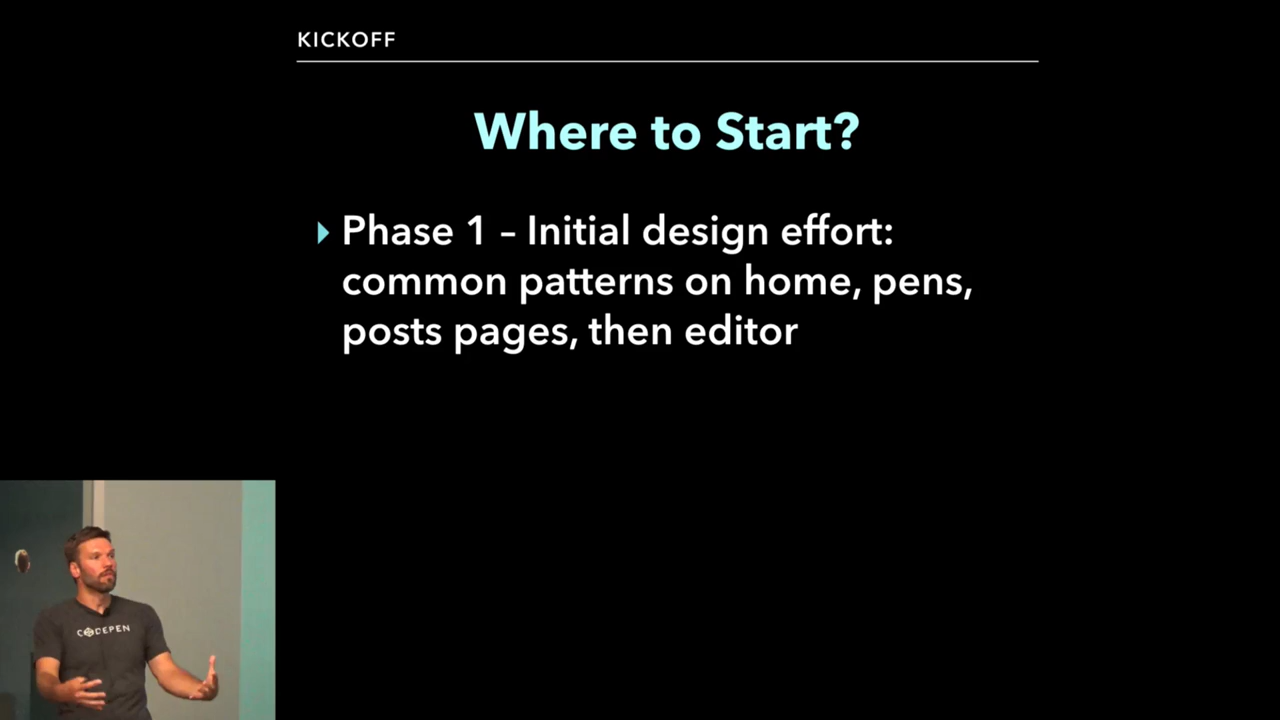 KICKOFF
Where to Start?
Phase 1 – Initial design effort:
common patterns on home, pens,
posts pages, then editor
CODEPEN